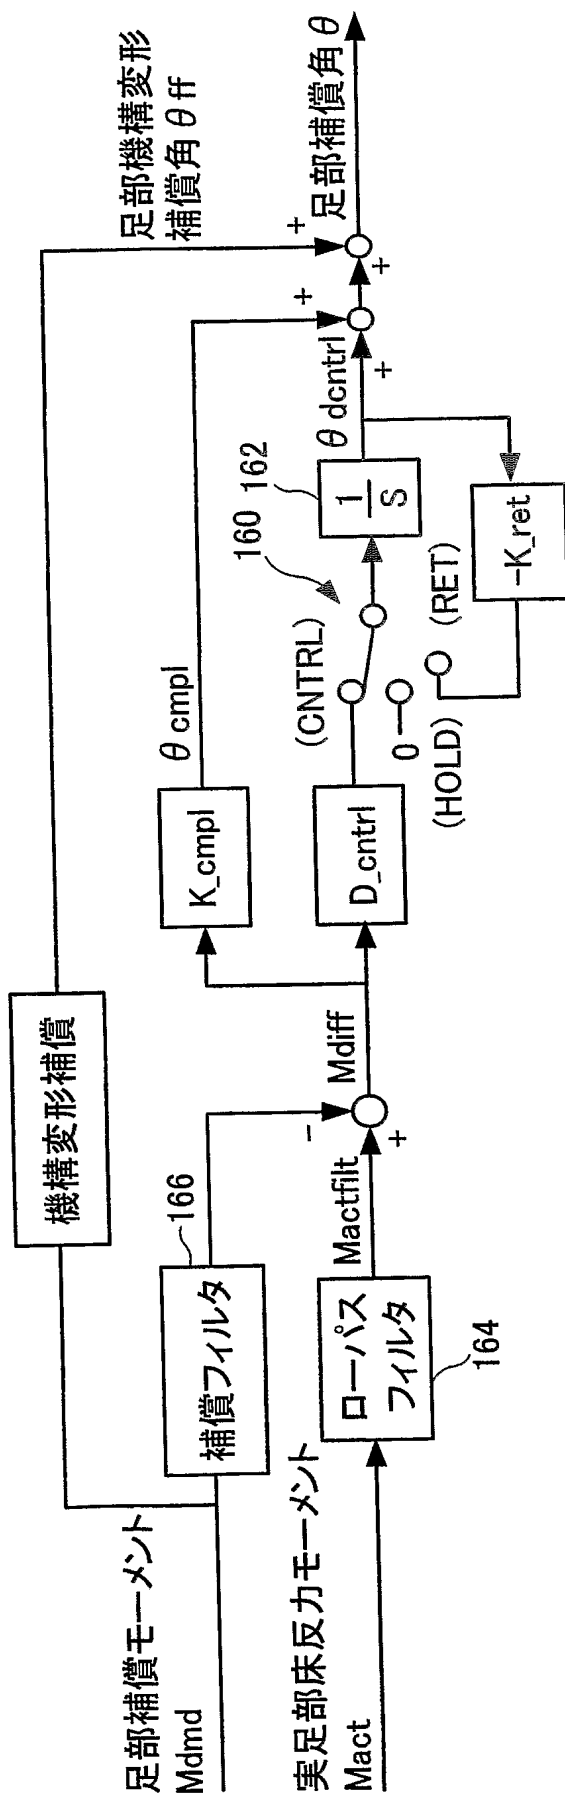 足部機構変形
補償角 θ ff
足部補償角 θ
+
+
+
+
θ dcntrl
162
1
S
160
-K_ret
(RET)
(CNTRL)
0
(HOLD)
θ cmpl
K_cmpl
D_cntrl
機構変形補償
Mdiff
-
+
Mactfilt
166
補償フィルタ
ローパス
フィルタ
164
足部補償モーメント
Mdmd
実足部床反力モーメント
Mact